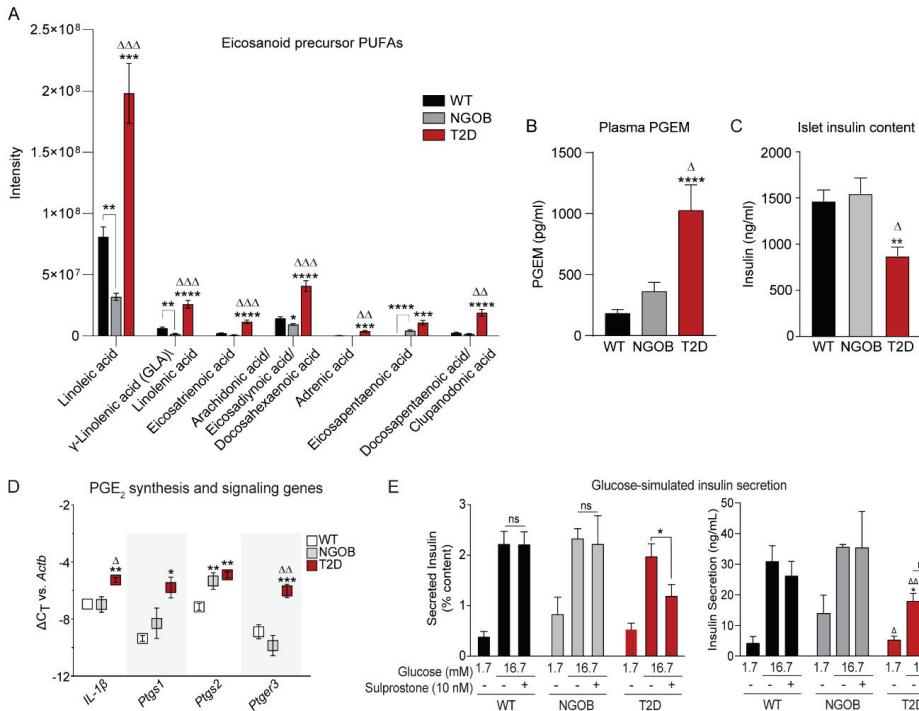 A
Eicosanoid precursor PUFAs
2.5×10⁸
2×10⁸
1.5×10⁸
1×10⁸
5×10⁷
0
Intensity
WT
NGOB
T2D
**
ΔΔΔ
***
**
ΔΔΔ
****
ΔΔΔ
****
*
ΔΔΔ
****
ΔΔ
***
****
***
ΔΔ
****
Linoleic acid
γ-Linolenic acid (GLA)\
Linolenic acid
Eicosatrienoic acid
Arachidonic acid/
Eicosadiynoic acid/
Docosahexaenoic acid
Adrenic acid
Eicosapentaenoic acid
Docosapentaenoic acid/
Clupanodonic acid
B
Plasma PGEM
PGEM (pg/ml)
1500
1000
500
0
Δ
****
WT NGOB T2D
C
Islet insulin content
Insulin (ng/ml)
2000
1500
1000
500
0
Δ
**
WT NGOB T2D
D
PGE₂ synthesis and signaling genes
ΔCT vs. Actb
-2
-4
-6
-8
-12
WT
NGOB
T2D
Δ
**
*
** **
ΔΔ
***
IL-1β
Ptgs1
Ptgs2
Ptger3
E
Glucose-simulated insulin secretion
Secreted Insulin
(% content)
3
2
1
0
ns
ns
*
Glucose (mM) 1.7 16.7 1.7 16.7 1.7 16.7
Sulprostone (10 nM) - - + - - + - - +
WT NGOB T2D
Insulin Secretion (ng/mL)
50
40
30
20
10
0
Δ
ΔΔ
*
1.7 16.7 1.7 16.7 1.7 16.
- - + - - + - -
WT NGOB T2D